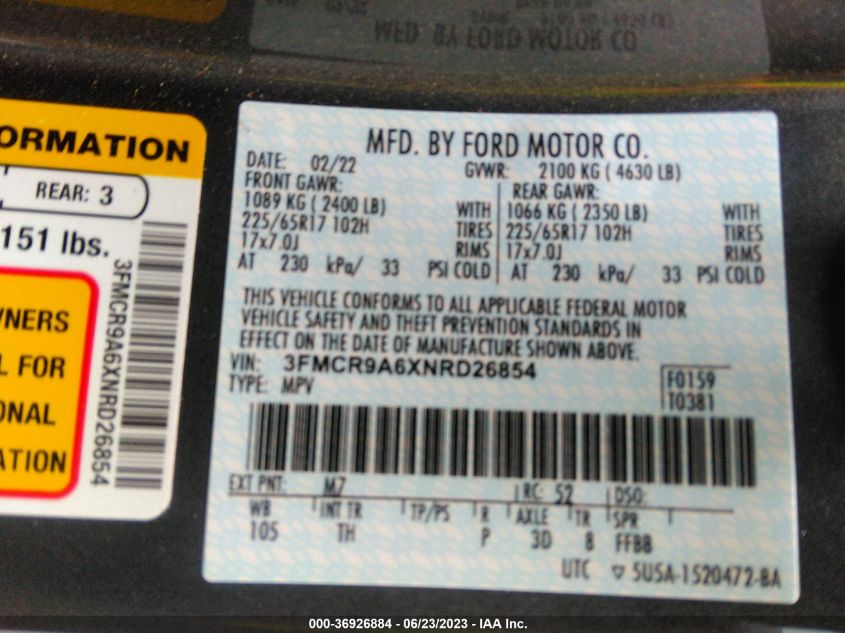 MFD. BY FORD MOTOR CO.
ORMATION
REAR: 3
151 lbs.
WNERS
L FOR
ONAL
ATION
3FMCR9A6XNRD26854
MFD. BY FORD MOTOR CO.
DATE: 02/22 GVWR: 2100 KG ( 4630 LB)
FRONT GAWR: REAR GAWR:
1089 KG ( 2400 LB) WITH 1066 KG ( 2350 LB) WITH
225/65R17 102H TIRES 225/65R17 102H TIRES
17x7.0J RIMS 17x7.0J RIMS
AT 230 kPa/ 33 PSI COLD AT 230 kPa/ 33 PSI COLD
THIS VEHICLE CONFORMS TO ALL APPLICABLE FEDERAL MOTOR
VEHICLE SAFETY AND THEFT PREVENTION STANDARDS IN
EFFECT ON THE DATE OF MANUFACTURE SHOWN ABOVE.
VIN: 3FMCR9A6XNRD26854
TYPE: MPV
F0159
T0381
EXT PNT: M7 RC: 52 DSO:
WB INT TR TP/PS R AXLE TR SPR
105 TH P 3D 8 FFBB
UTC ▽ 5U5A-1520472-BA
000-36926884 - 06/23/2023 - IAA Inc.